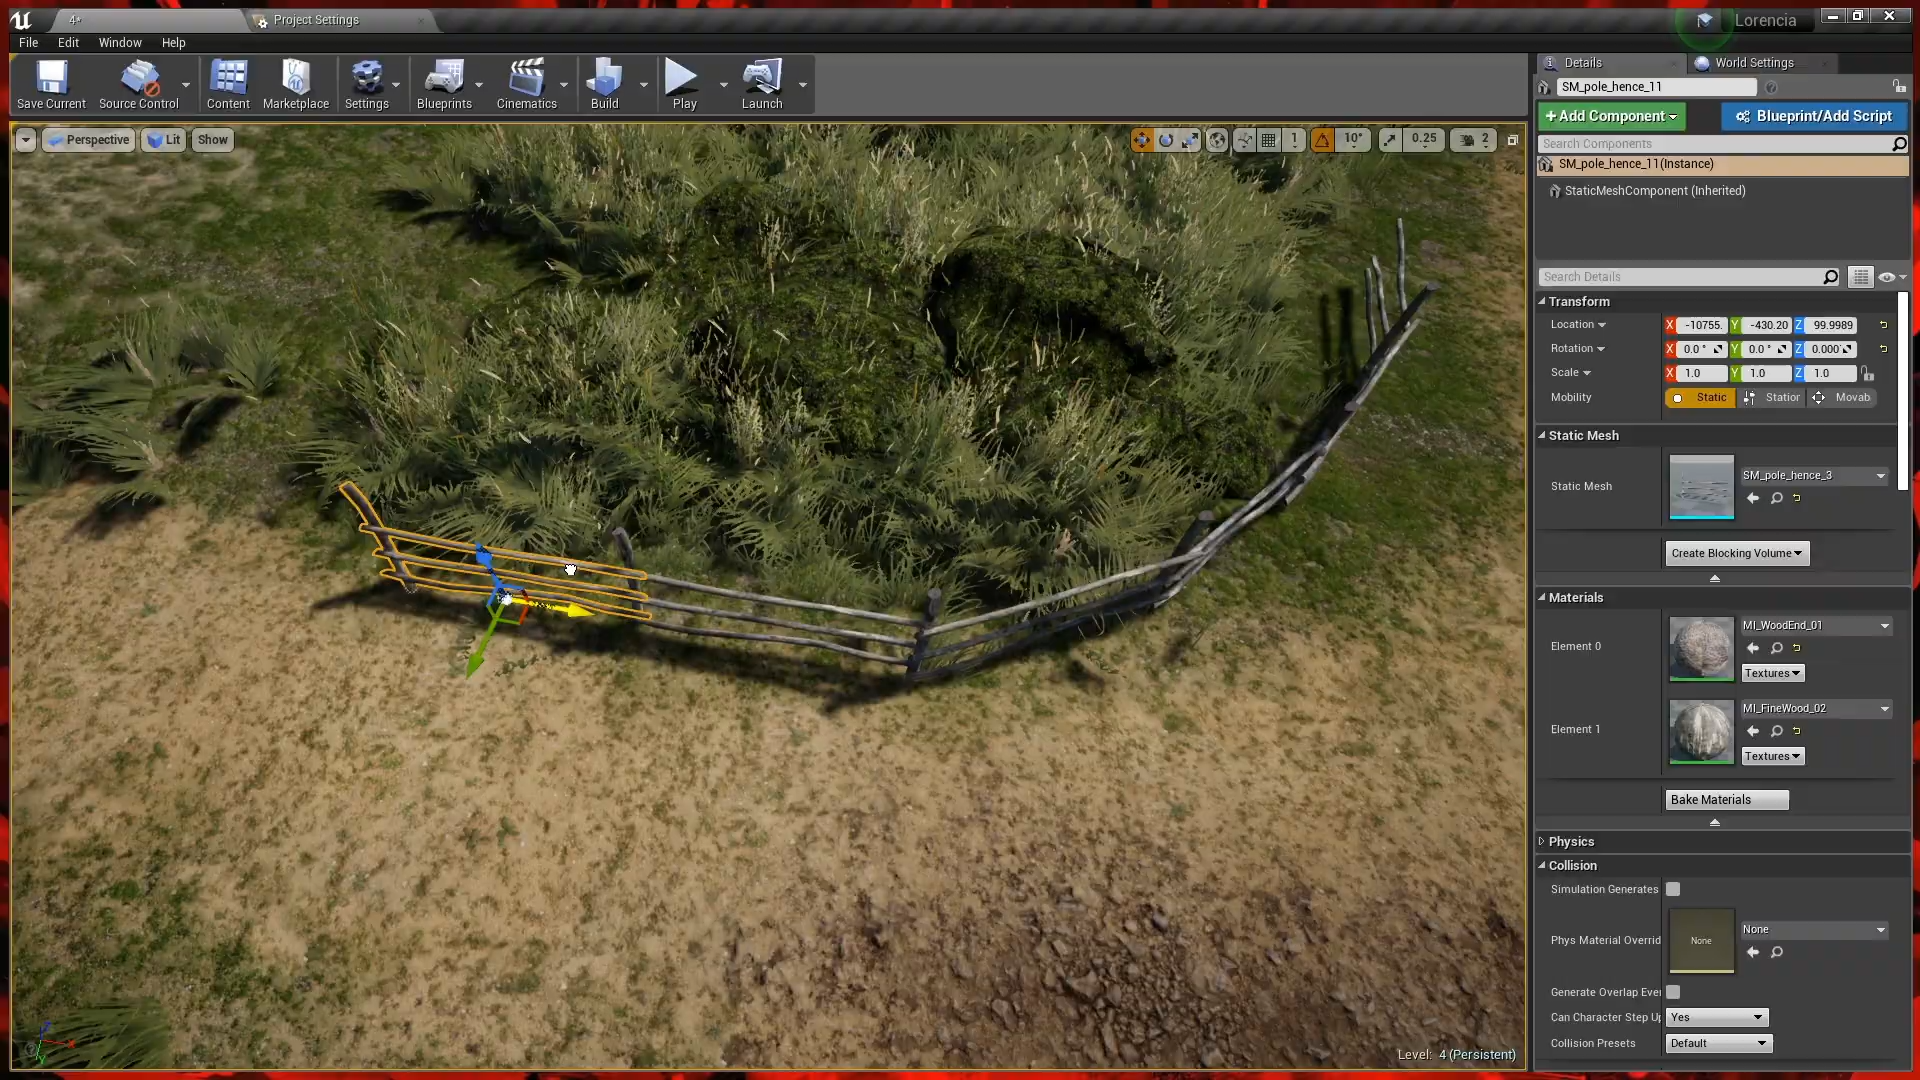 4*
Project Settings
Lorencia
File Edit Window Help
Save Current
Source Control
Content
Marketplace
Settings
Blueprints
Cinematics
Build
Play
Launch
Perspective
Lit
Show
1
10°
0.25
2
Details
World Settings
SM_pole_hence_11
+Add Component
Blueprint/Add Script
Search Components
SM_pole_hence_11(Instance)
StaticMeshComponent (Inherited)
Search Details
Transform
Location X -10755. Y -430.20 Z 99.9989
Rotation X 0.0 ° Y 0.0 ° Z 0.000
Scale X 1.0 Y 1.0 Z 1.0
Mobility Static Station Movab
Static Mesh
Static Mesh
SM_pole_hence_3
Create Blocking Volume
Materials
Element 0
MI_WoodEnd_01
Textures
Element 1
MI_FineWood_02
Textures
Bake Materials
Physics
Collision
Simulation Generates
Phys Material Overrid
None
None
Generate Overlap Ever
Can Character Step Up
Yes
Collision Presets
Default
Level: 4 (Persistent)
Z
X
Y